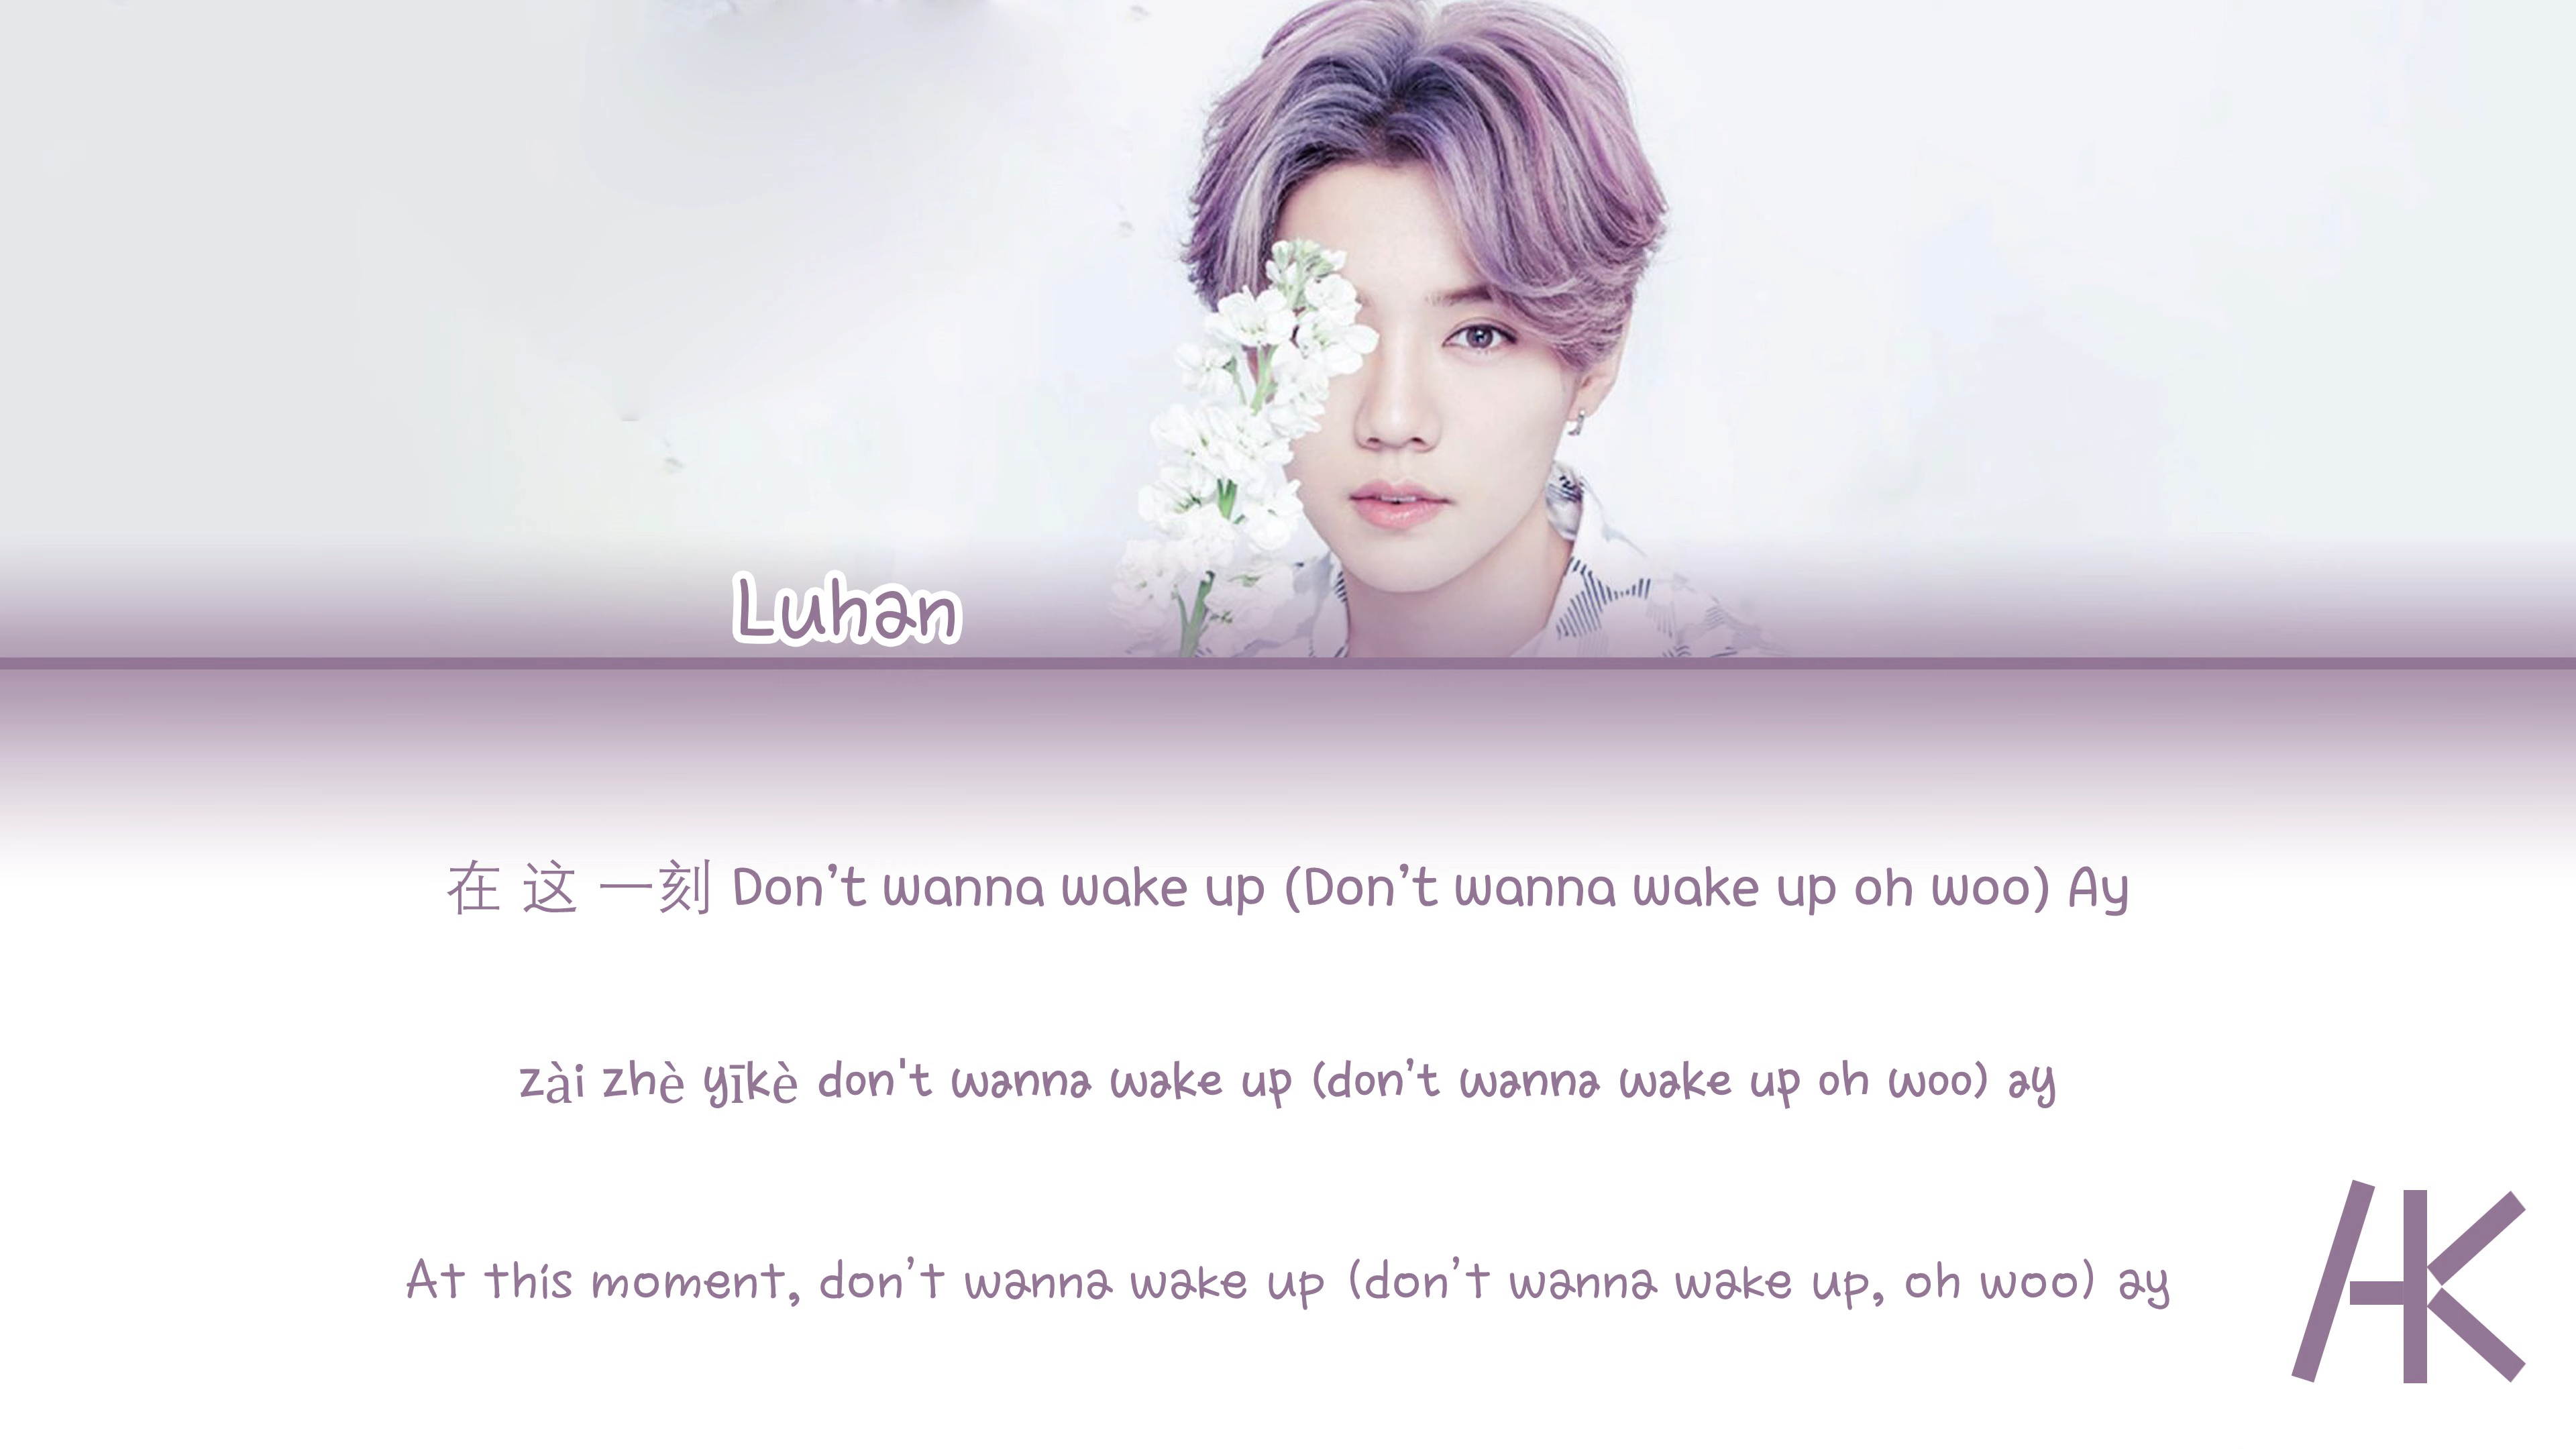 Luhan
在 这 一刻 Don’t wanna wake up (Don’t wanna wake up oh woo) Ay
zài zhè yīkè don't wanna wake up (don’t wanna wake up oh woo) ay
At this moment, don’t wanna wake up (don’t wanna wake up, oh woo) ay
AK